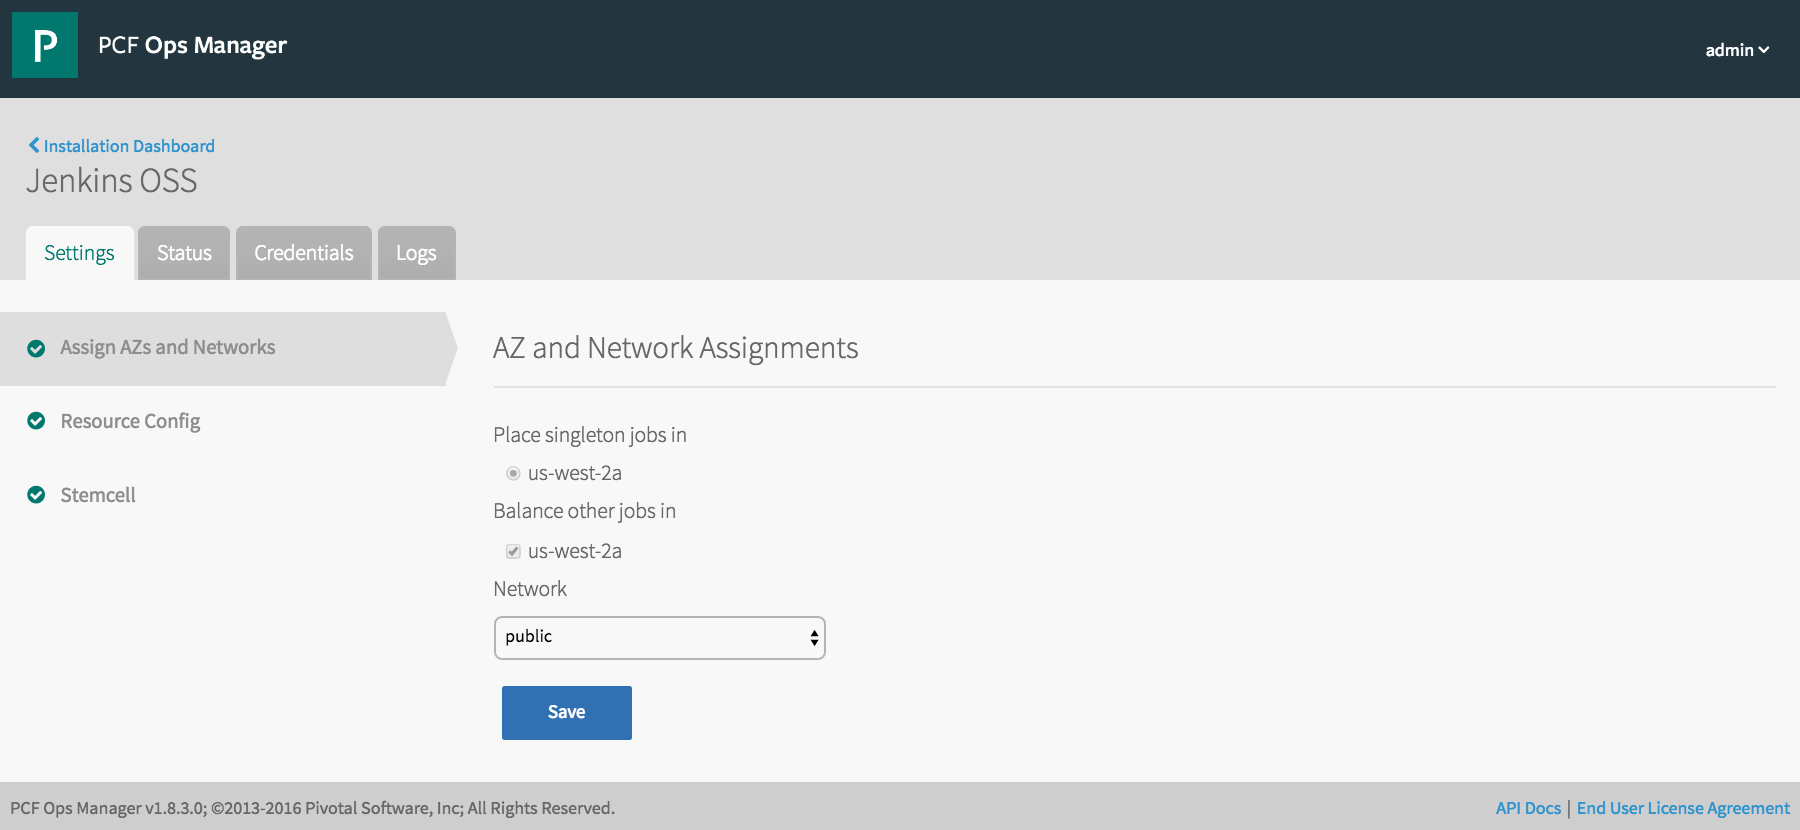 P
PCF Ops Manager
admin
Installation Dashboard
Jenkins OSS
Settings
Status
Credentials
Logs
Assign AZs and Networks
Resource Config
Stemcell
AZ and Network Assignments
Place singleton jobs in
us-west-2a
Balance other jobs in
us-west-2a
Network
public
Save
PCF Ops Manager v1.8.3.0; ©2013-2016 Pivotal Software, Inc; All Rights Reserved.
API Docs | End User License Agreement